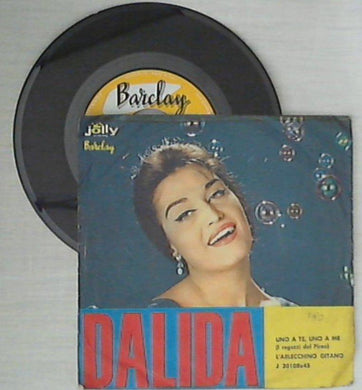 Barclay
jolly
Barclay
DALIDA
UNO A TE, UNO A ME
(I ragazzi del Pireo)
L'ARLECCHINO GITANO
J 20108x45